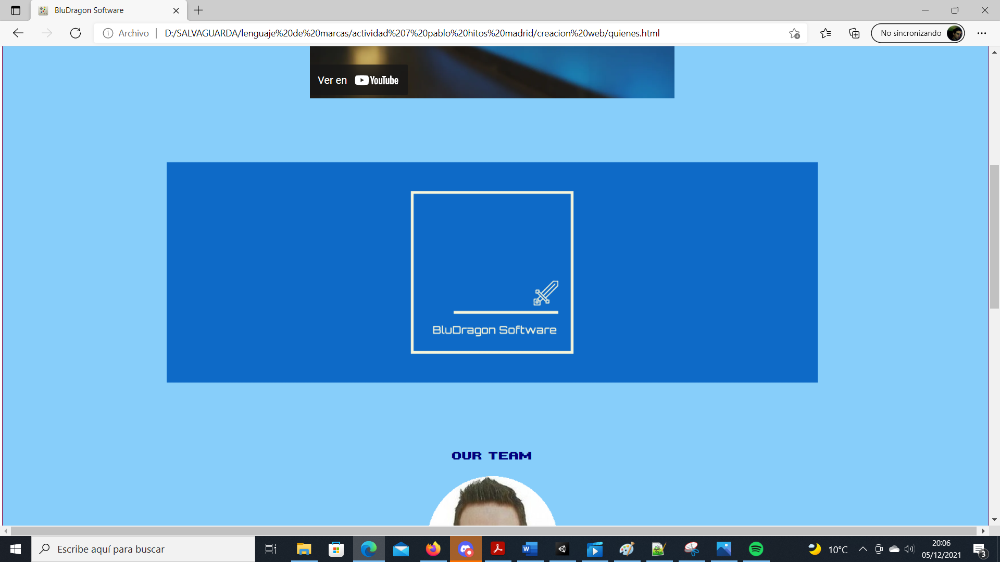 BluDragon Software
Archivo
D:/SALVAGUARDA/lenguaje%20de%20marcas/actividad%207%20pablo%20hitos%20madrid/creacion%20web/quienes.html
No sincronizando
Ver en YouTube
BluDragon Software
OUR TEAM
Escribe aquí para buscar
10°C
20:06
05/12/2021
3